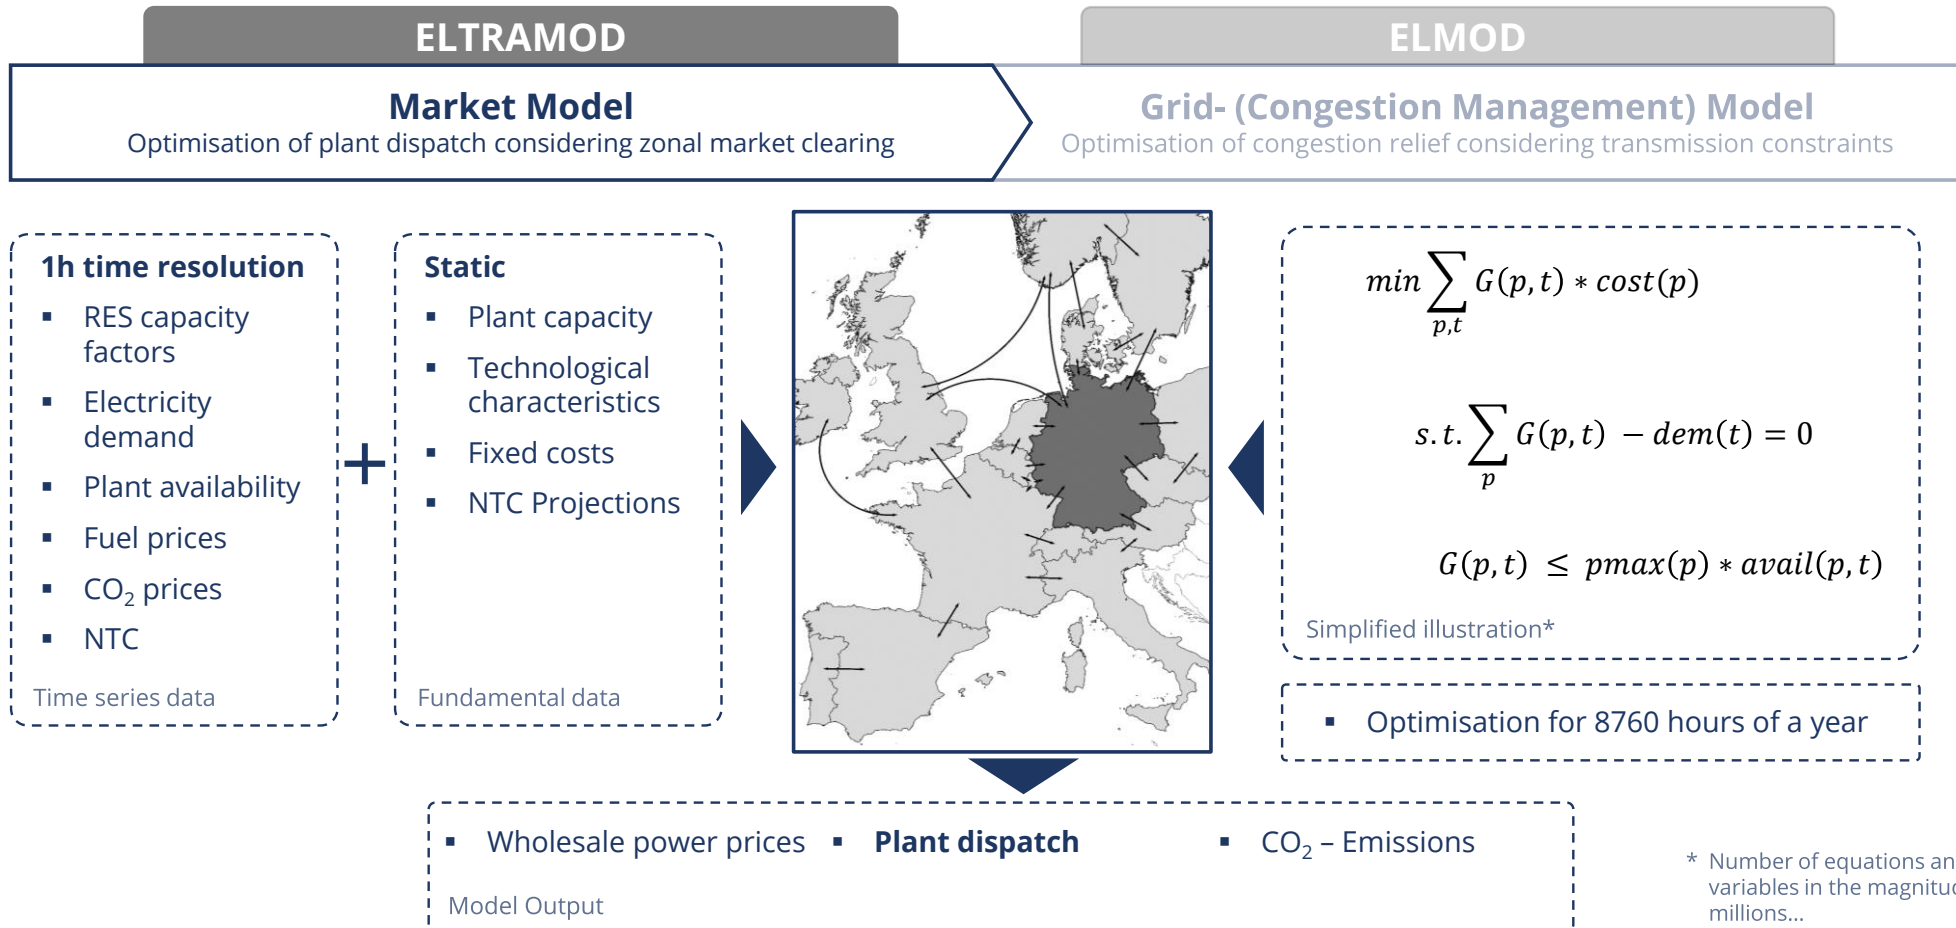 ELTRAMOD
ELMOD
Market Model
Optimisation of plant dispatch considering zonal market clearing
Grid- (Congestion Management) Model
Optimisation of congestion relief considering transmission constraints
1h time resolution
▪ RES capacity
factors
▪ Electricity
demand
▪ Plant availability
▪ Fuel prices
▪ CO₂ prices
▪ NTC
Time series data
+
Static
▪ Plant capacity
▪ Technological
characteristics
▪ Fixed costs
▪ NTC Projections
Fundamental data
min ∑ G(p, t) ∗ cost(p)
p,t
s.t. ∑ G(p, t) − dem(t) = 0
p
G(p, t) ≤ pmax(p) ∗ avail(p, t)
Simplified illustration*
▪ Optimisation for 8760 hours of a year
▪ Wholesale power prices ▪ Plant dispatch ▪ CO₂ – Emissions
Model Output
* Number of equations an
variables in the magnitu
millions...